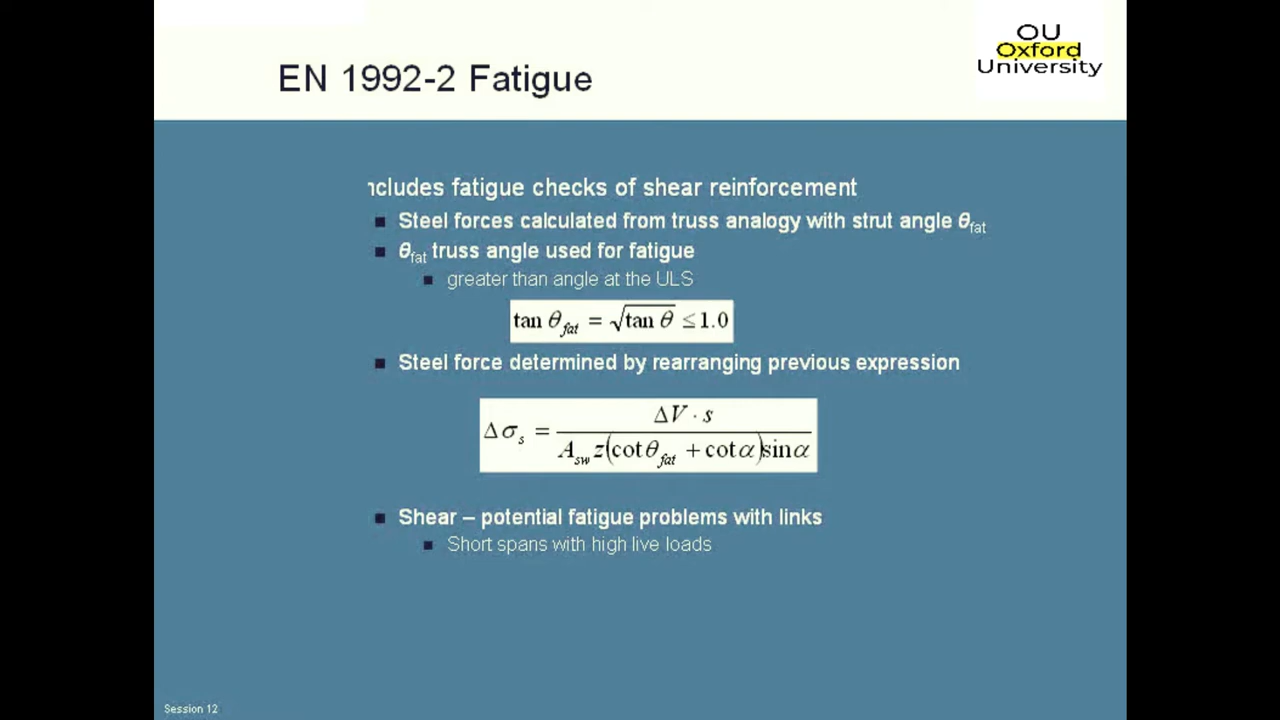 OU
Oxford
University
EN 1992-2 Fatigue
ncludes fatigue checks of shear reinforcement
Steel forces calculated from truss analogy with strut angle θfat
θfat truss angle used for fatigue
greater than angle at the ULS
tan θfat = √tan θ ≤ 1.0
Steel force determined by rearranging previous expression
Δσs = ΔV · s / Asw z(cot θfat + cot α)sin α
Shear – potential fatigue problems with links
Short spans with high live loads
Session 12